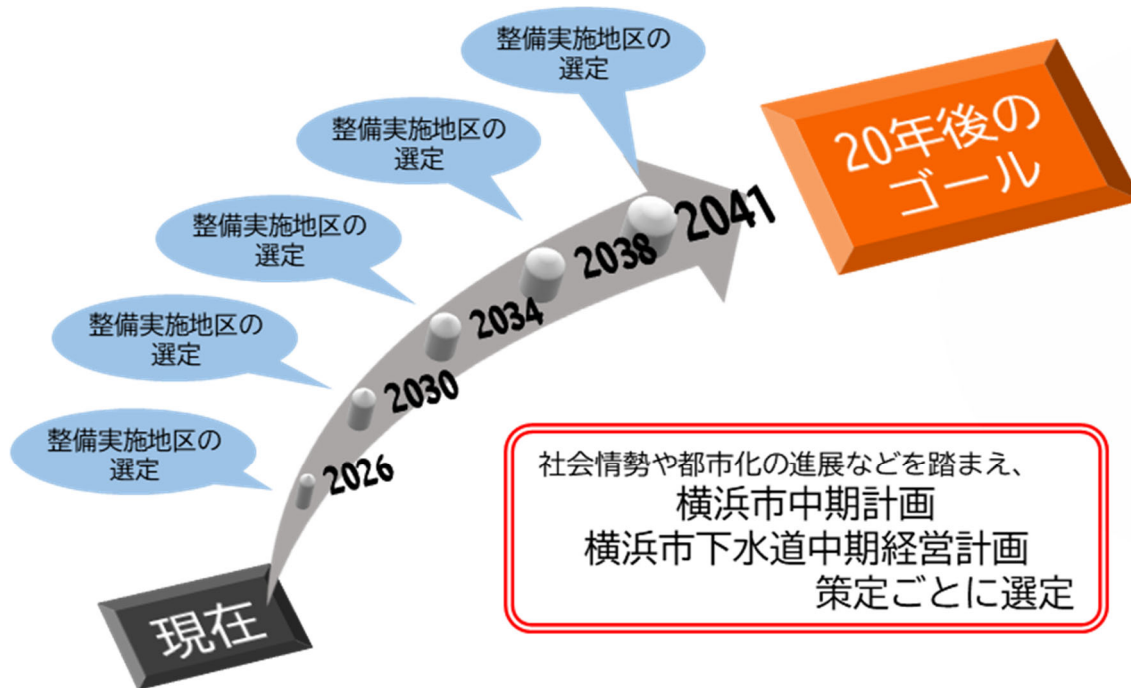 整備実施地区の
選定
整備実施地区の
選定
整備実施地区の
選定
整備実施地区の
選定
整備実施地区の
選定
20年後の
ゴール
2041
2038
2034
2030
2026
現在
社会情勢や都市化の進展などを踏まえ、
横浜市中期計画
横浜市下水道中期経営計画
策定ごとに選定